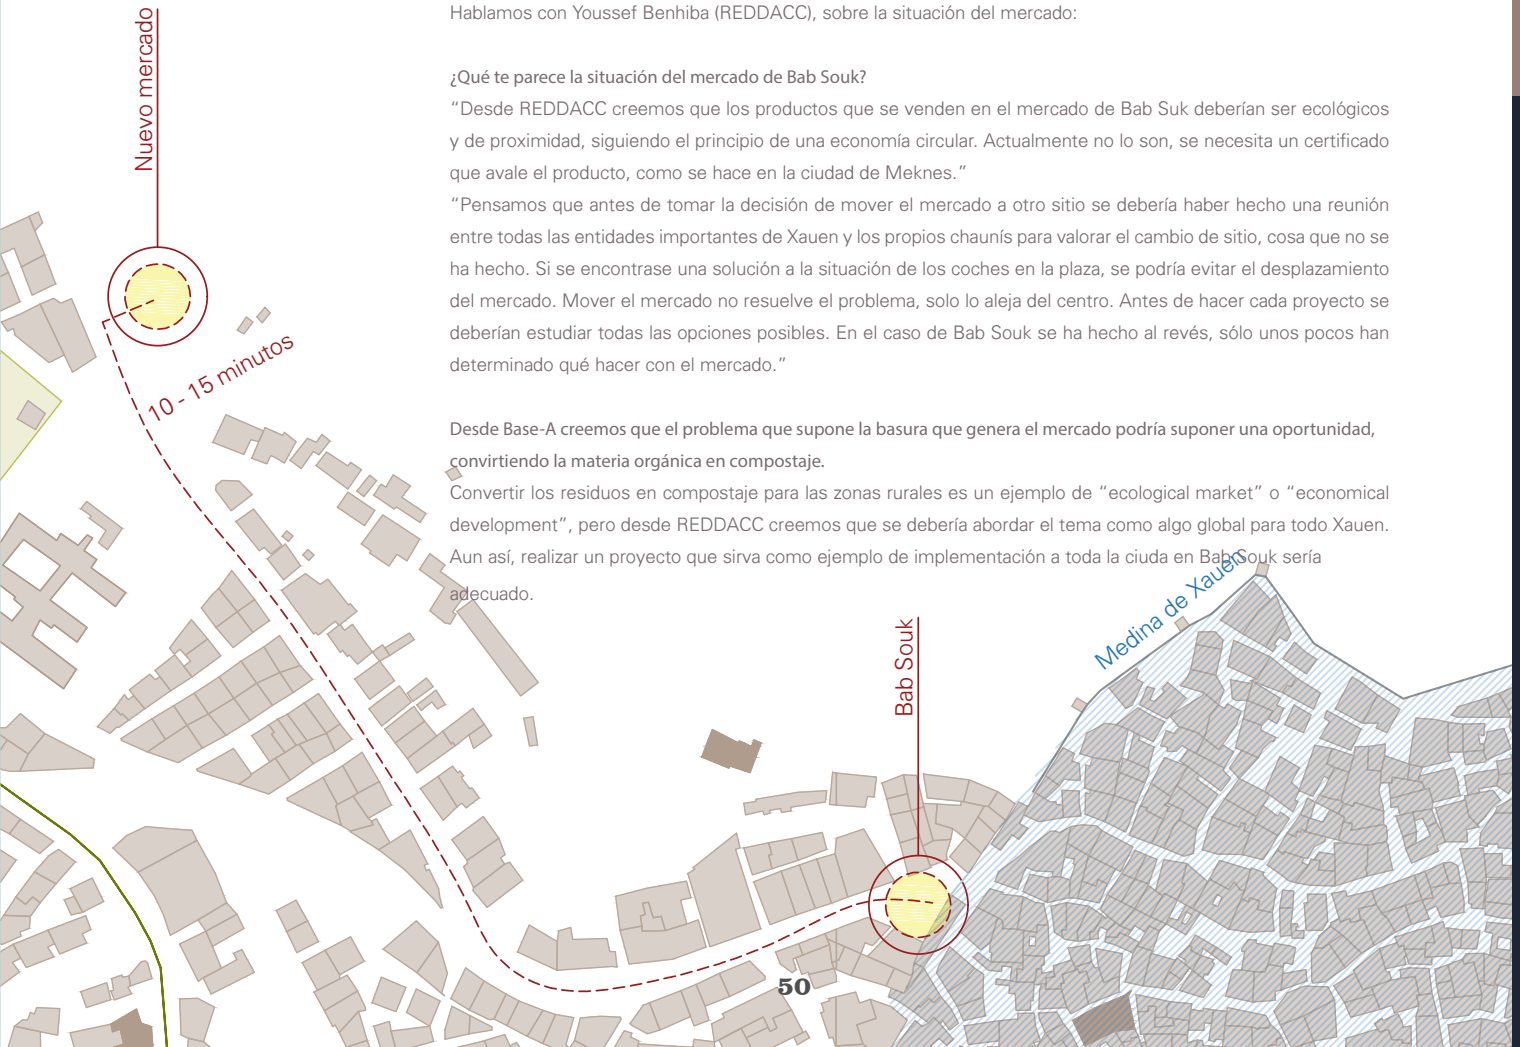 Hablamos con Youssef Benhiba (REDDACC), sobre la situación del mercado:
¿Qué te parece la situación del mercado de Bab Souk?
“Desde REDDACC creemos que los productos que se venden en el mercado de Bab Suk deberían ser ecológicos
y de proximidad, siguiendo el principio de una economía circular. Actualmente no lo son, se necesita un certificado
que avale el producto, como se hace en la ciudad de Meknes.”
“Pensamos que antes de tomar la decisión de mover el mercado a otro sitio se debería haber hecho una reunión
entre todas las entidades importantes de Xauen y los propios chaunís para valorar el cambio de sitio, cosa que no se
ha hecho. Si se encontrase una solución a la situación de los coches en la plaza, se podría evitar el desplazamiento
del mercado. Mover el mercado no resuelve el problema, solo lo aleja del centro. Antes de hacer cada proyecto se
deberían estudiar todas las opciones posibles. En el caso de Bab Souk se ha hecho al revés, sólo unos pocos han
determinado qué hacer con el mercado.”
Desde Base-A creemos que el problema que supone la basura que genera el mercado podría suponer una oportunidad,
convirtiendo la materia orgánica en compostaje.
Convertir los residuos en compostaje para las zonas rurales es un ejemplo de “ecological market” o “economical
development”, pero desde REDDACC creemos que se debería abordar el tema como algo global para todo Xauen.
Aun así, realizar un proyecto que sirva como ejemplo de implementación a toda la ciuda en Bab Souk sería
adecuado.
Nuevo mercado
10 - 15 minutos
Medina de Xauen
Bab Souk
50